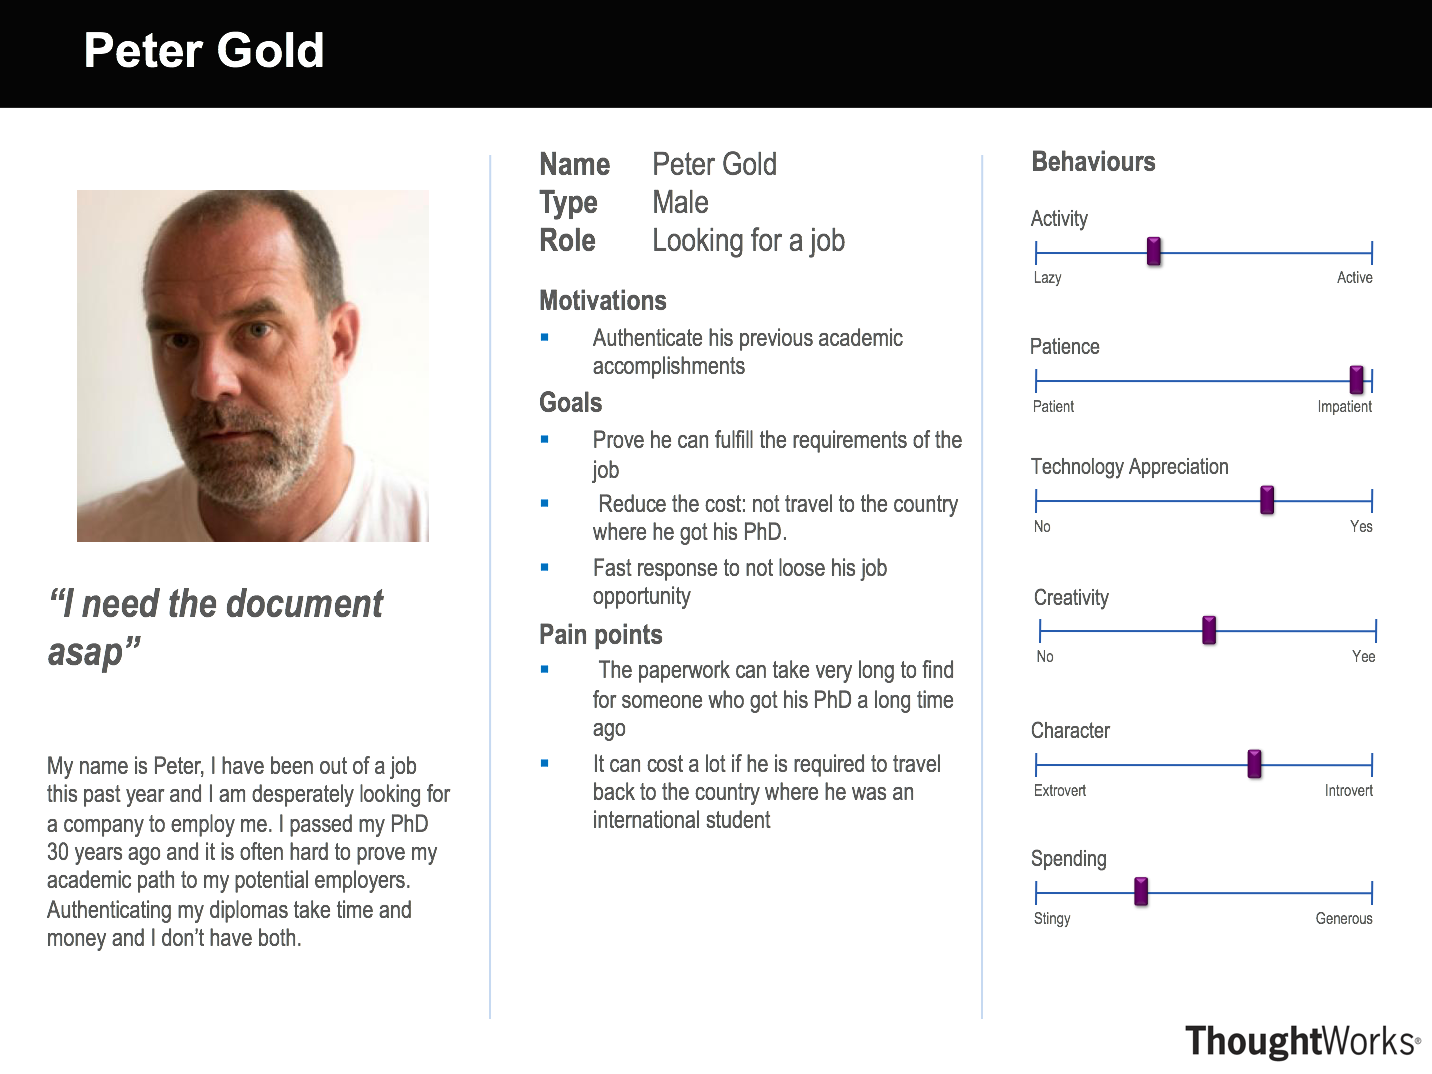 Peter Gold
“I need the document
asap”
My name is Peter, I have been out of a job
this past year and I am desperately looking for
a company to employ me. I passed my PhD
30 years ago and it is often hard to prove my
academic path to my potential employers.
Authenticating my diplomas take time and
money and I don’t have both.
Name Peter Gold
Type Male
Role Looking for a job
Motivations
▪ Authenticate his previous academic
accomplishments
Goals
▪ Prove he can fulfill the requirements of the
job
▪ Reduce the cost: not travel to the country
where he got his PhD.
▪ Fast response to not loose his job
opportunity
Pain points
▪ The paperwork can take very long to find
for someone who got his PhD a long time
ago
▪ It can cost a lot if he is required to travel
back to the country where he was an
international student
Behaviours
Activity
Lazy Active
Patience
Patient Impatient
Technology Appreciation
No Yes
Creativity
No Yee
Character
Extrovert Introvert
Spending
Stingy Generous
ThoughtWorks®